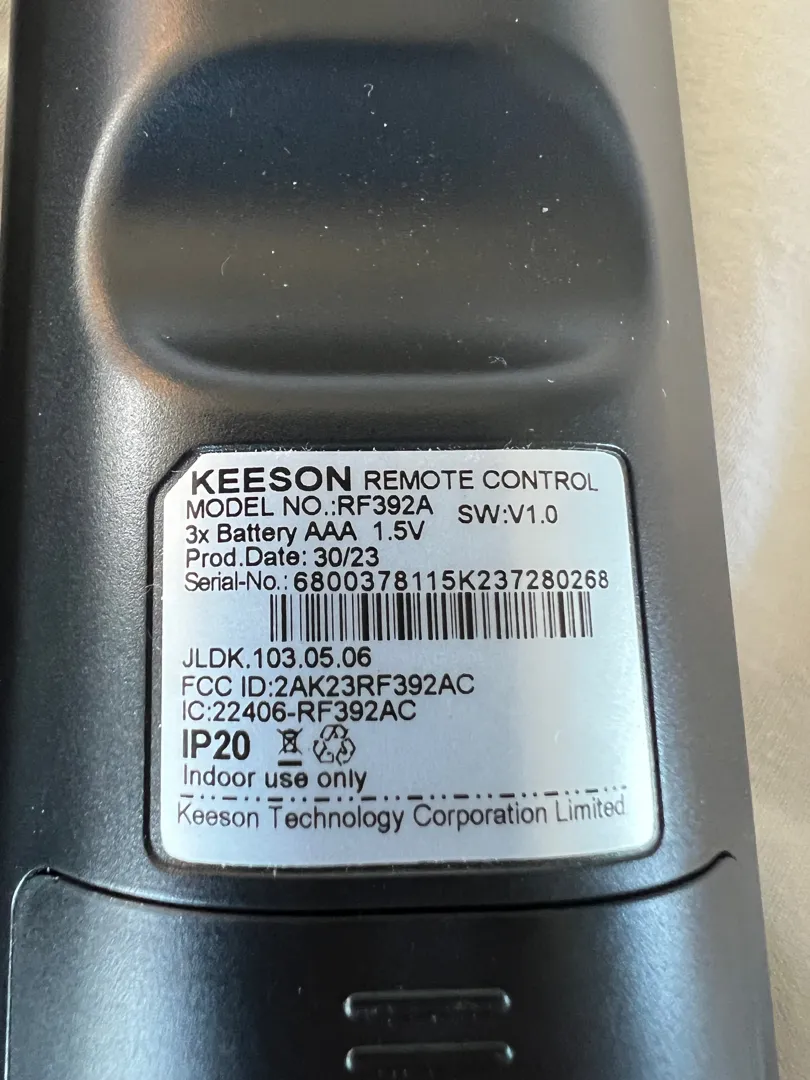 KEESON REMOTE CONTROL
MODEL NO.:RF392A SW:V1.0
3x Battery AAA 1.5V
Prod.Date: 30/23
Serial-No.: 6800378115K237280268
JLDK.103.05.06
FCC ID:2AK23RF392AC
IC:22406-RF392AC
IP20
Indoor use only
Keeson Technology Corporation Limited